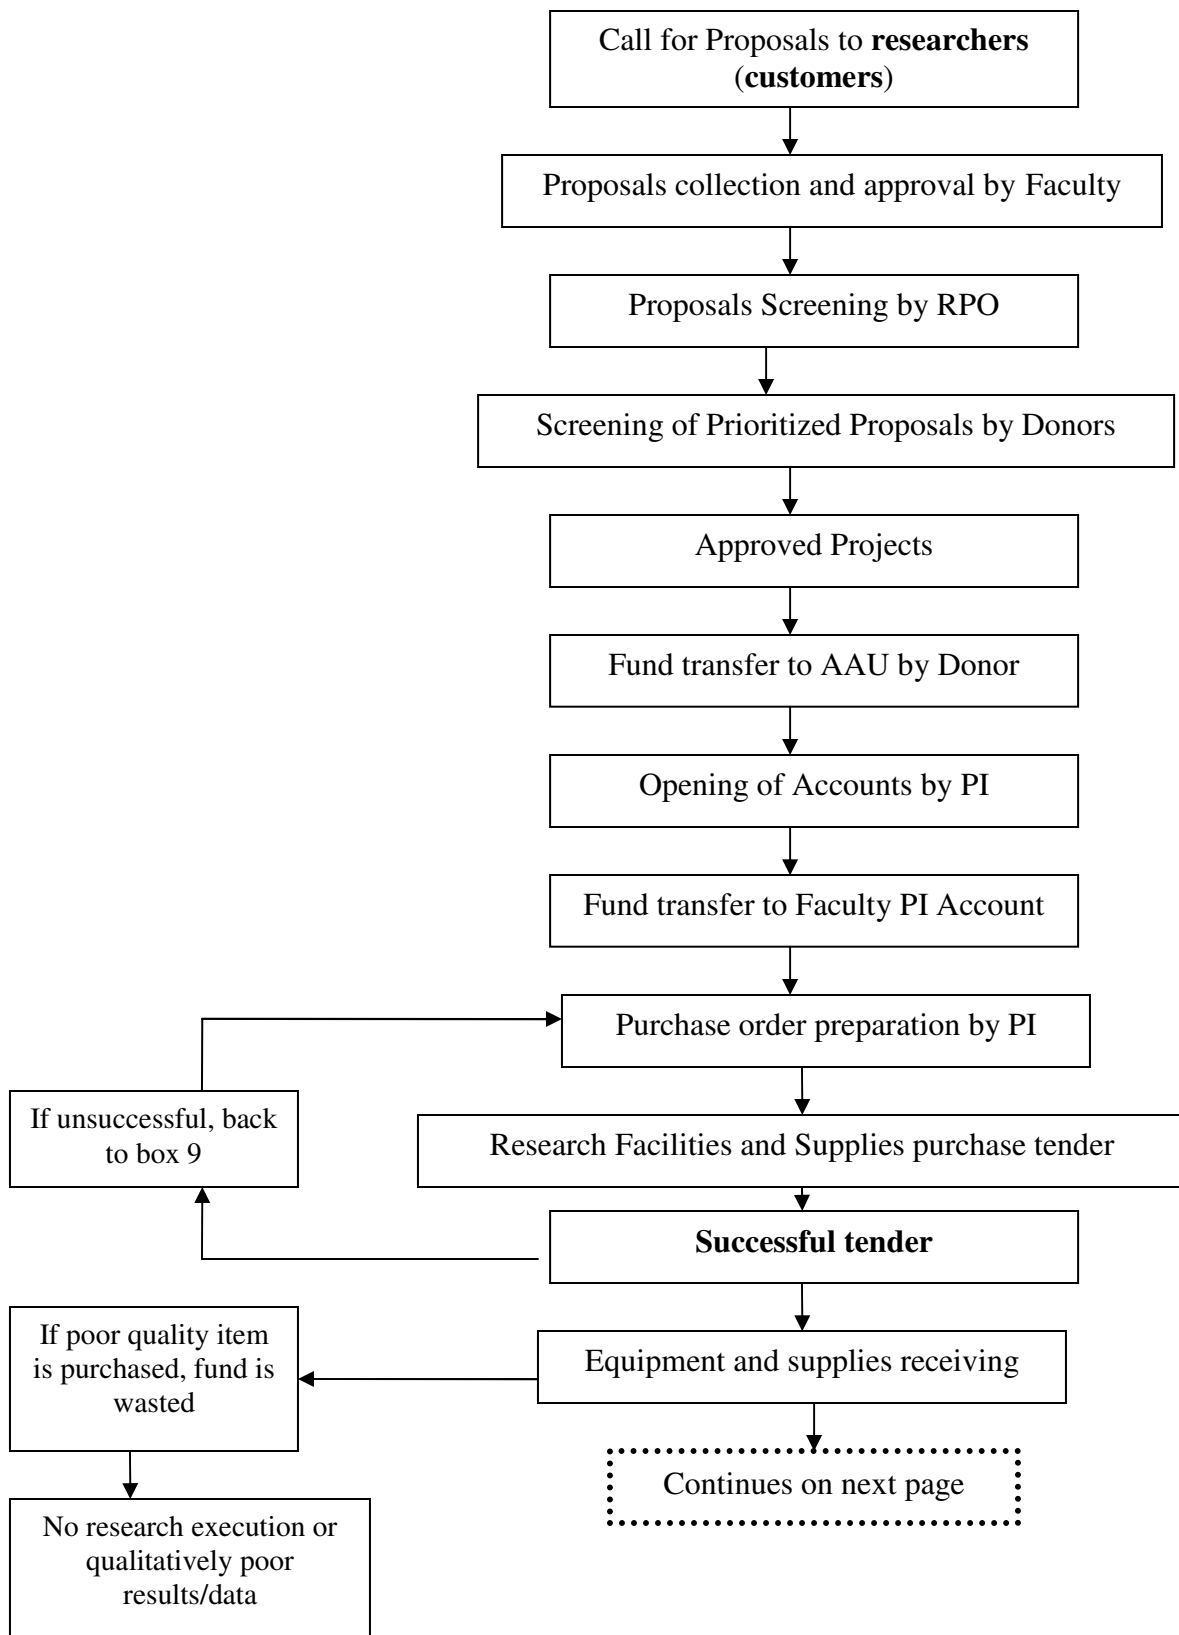 Call for Proposals to researchers
(customers)
Proposals collection and approval by Faculty
Proposals Screening by RPO
Screening of Prioritized Proposals by Donors
Approved Projects
Fund transfer to AAU by Donor
Opening of Accounts by PI
Fund transfer to Faculty PI Account
Purchase order preparation by PI
If unsuccessful, back
to box 9
Research Facilities and Supplies purchase tender
Successful tender
If poor quality item
is purchased, fund is
wasted
Equipment and supplies receiving
Continues on next page
No research execution or
qualitatively poor
results/data